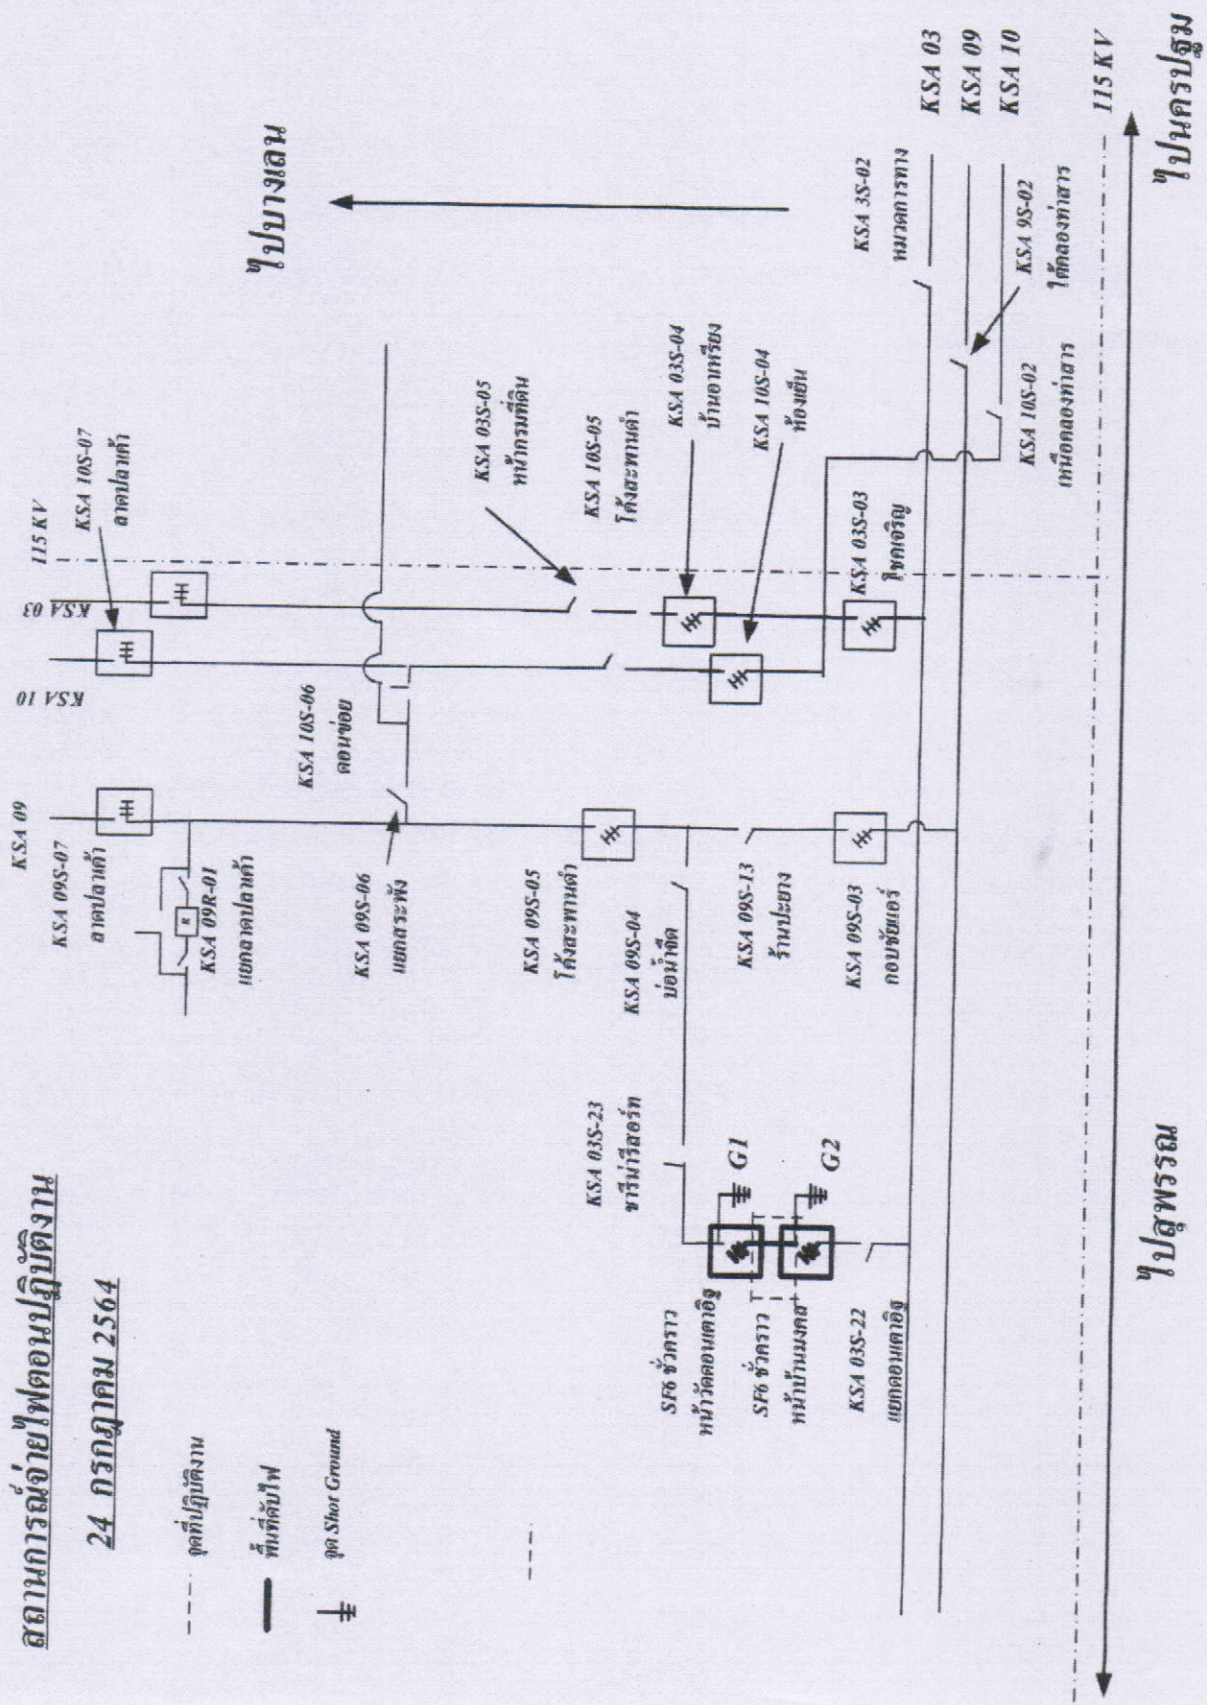 สถานการณ์จ่ายไฟตอนปฏิบัติงาน
24 กรกฎาคม 2564
จุดที่ปฏิบัติงาน
พื้นที่ดับไฟ
จุด Shot Ground
KSA 09
KSA 09S-07
ลาดปลาเค้า
KSA 10
KSA 03
115 KV
KSA 10S-07
ลาดปลาเค้า
ไปบางเลน
KSA 09R-01
แยกลาดปลาเค้า
R
KSA 09S-06
แยกสระพัง
KSA 10S-06
ดอนข่อย
KSA 03S-05
หน้ากรมที่ดิน
KSA 09S-05
โค้งสะพานดำ
KSA 10S-05
โค้งสะพานดำ
KSA 03S-04
บ้านอาเหรียง
KSA 03S-23
ชารีน่ารีสอร์ท
KSA 09S-04
บ่อน้ำจืด
KSA 09S-13
ร้านปะยาง
KSA 10S-04
ห้องเย็น
SF6 ชั่วคราว
หน้าวัดดอนเตาอิฐ
G1
SF6 ชั่วคราว
หน้าบ้านมงคล
G2
KSA 03S-22
แยกดอนเตาอิฐ
KSA 09S-03
กอบชัยแอร์
KSA 03S-03
โชคเจริญ
KSA 3S-02
หมวดการทาง
KSA 03
KSA 09
KSA 10
KSA 9S-02
ใต้คลองท่าสาร
KSA 10S-02
เหนือคลองท่าสาร
115 KV
ไปสุพรรณ
ไปนครปฐม